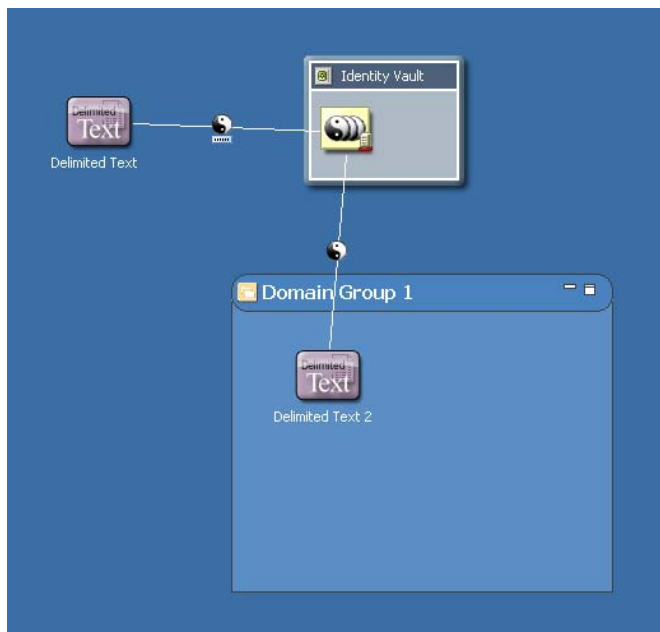 Identity Vault
Delimited
Text
Delimited Text
Domain Group 1
Delimited
Text
Delimited Text 2